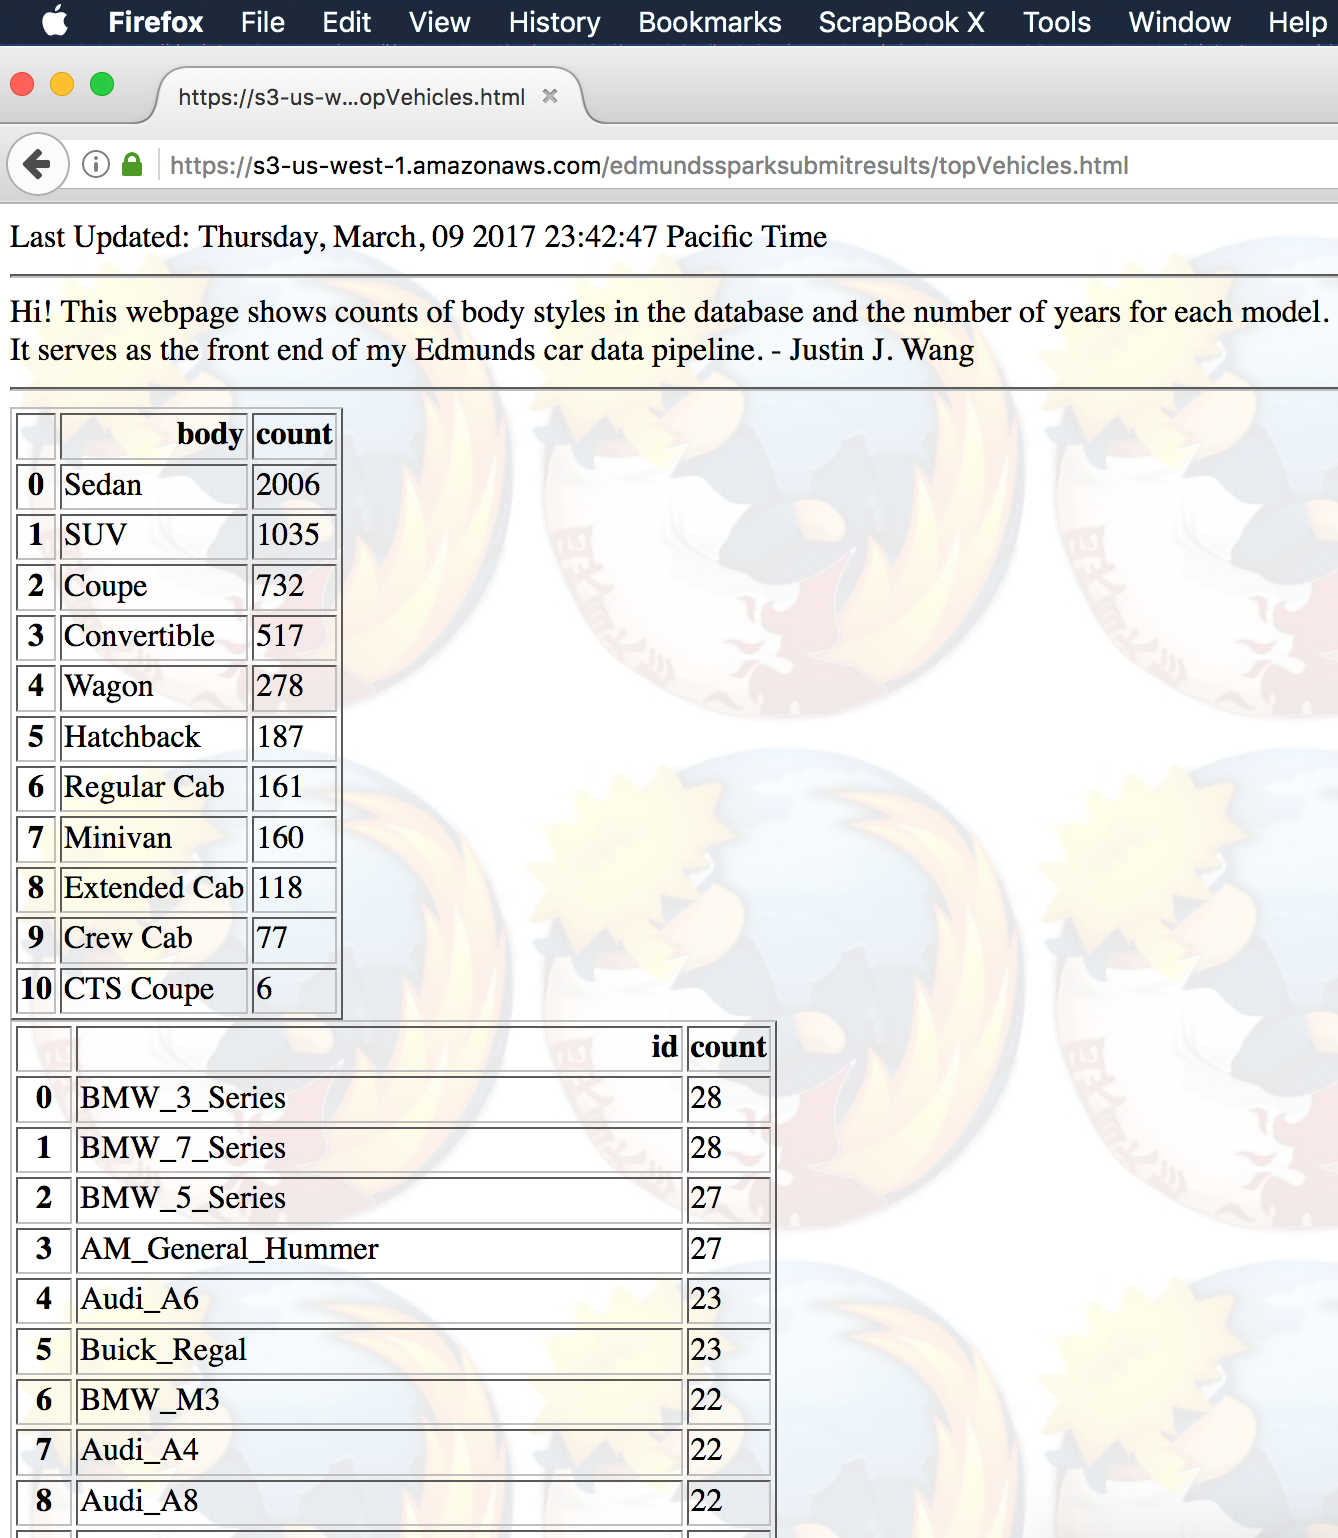 Firefox File Edit View History Bookmarks ScrapBook X Tools Window Help
https://s3-us-w...opVehicles.html
https://s3-us-west-1.amazonaws.com/edmundssparksubmitresults/topVehicles.html
Last Updated: Thursday, March, 09 2017 23:42:47 Pacific Time
Hi! This webpage shows counts of body styles in the database and the number of years for each model.
It serves as the front end of my Edmunds car data pipeline. - Justin J. Wang
body count
0 Sedan 2006
1 SUV 1035
2 Coupe 732
3 Convertible 517
4 Wagon 278
5 Hatchback 187
6 Regular Cab 161
7 Minivan 160
8 Extended Cab 118
9 Crew Cab 77
10 CTS Coupe 6
id count
0 BMW_3_Series 28
1 BMW_7_Series 28
2 BMW_5_Series 27
3 AM_General_Hummer 27
4 Audi_A6 23
5 Buick_Regal 23
6 BMW_M3 22
7 Audi_A4 22
8 Audi_A8 22